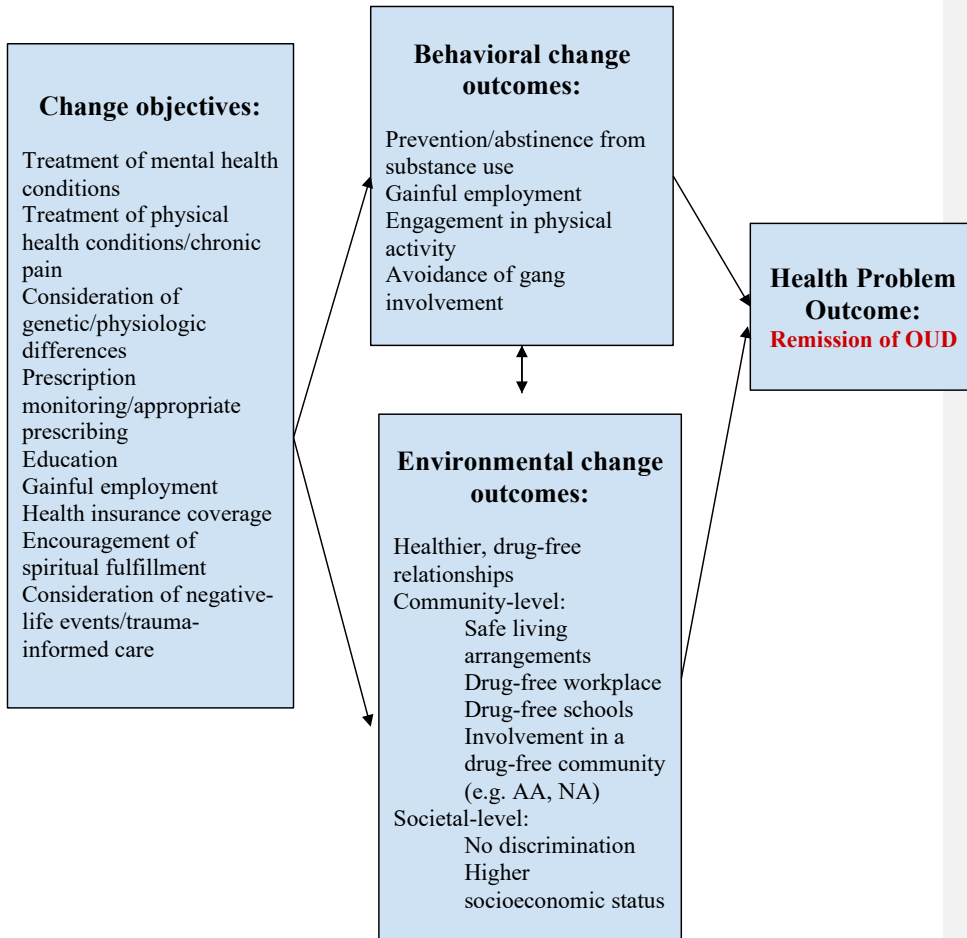 Change objectives:
Treatment of mental health
conditions
Treatment of physical
health conditions/chronic
pain
Consideration of
genetic/physiologic
differences
Prescription
monitoring/appropriate
prescribing
Education
Gainful employment
Health insurance coverage
Encouragement of
spiritual fulfillment
Consideration of negative-
life events/trauma-
informed care
Behavioral change
outcomes:
Prevention/abstinence from
substance use
Gainful employment
Engagement in physical
activity
Avoidance of gang
involvement
Environmental change
outcomes:
Healthier, drug-free
relationships
Community-level:
Safe living
arrangements
Drug-free workplace
Drug-free schools
Involvement in a
drug-free community
(e.g. AA, NA)
Societal-level:
No discrimination
Higher
socioeconomic status
Health Problem
Outcome:
Remission of OUD